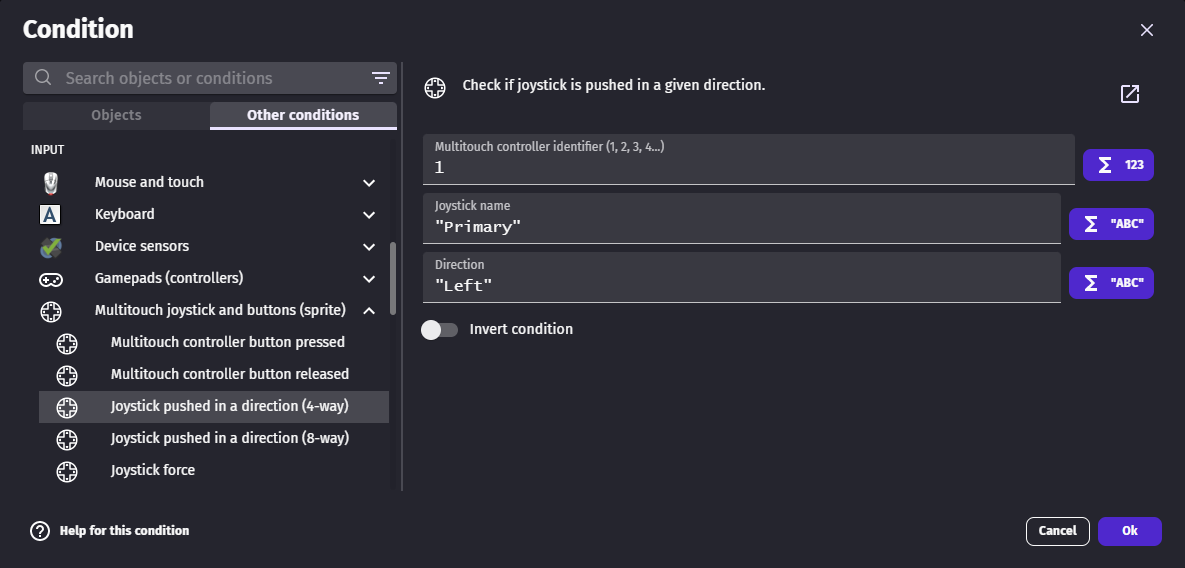 Condition
Search objects or conditions
Objects
Other conditions
INPUT
Mouse and touch
A
Keyboard
Device sensors
Gamepads (controllers)
Multitouch joystick and buttons (sprite)
Multitouch controller button pressed
Multitouch controller button released
Joystick pushed in a direction (4-way)
Joystick pushed in a direction (8-way)
Joystick force
Check if joystick is pushed in a given direction.
Multitouch controller identifier (1, 2, 3, 4...)
1
Σ 123
Joystick name
"Primary"
Σ "ABC"
Direction
"Left"
Σ "ABC"
Invert condition
? Help for this condition
Cancel
Ok